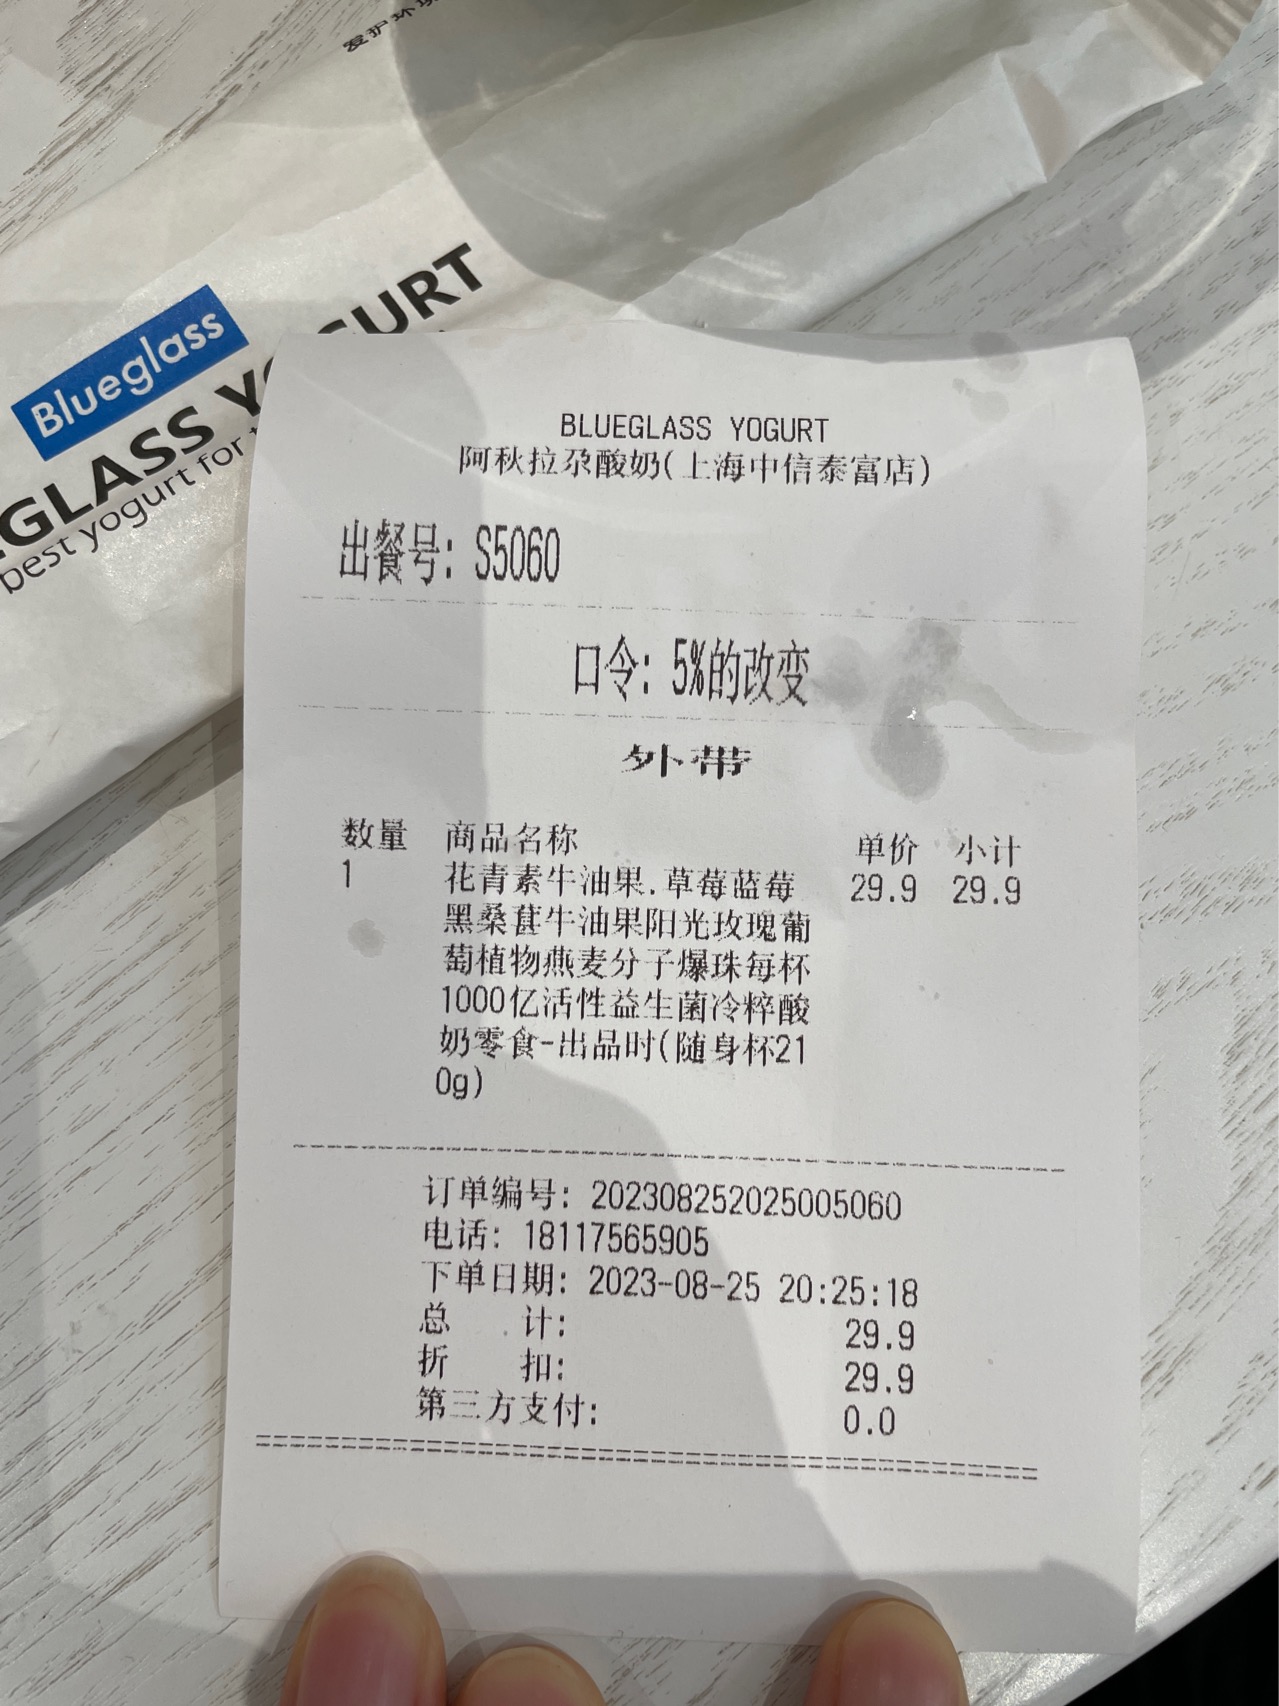 爱护环境
Blueglass
GLASS YOGURT
best yogurt for
BLUEGLASS YOGURT
阿秋拉尕酸奶(上海中信泰富店)
出餐号: S5060
口令: 5%的改变
外带
数量 商品名称 单价 小计
1 花青素牛油果.草莓蓝莓 29.9 29.9
黑桑葚牛油果阳光玫瑰葡
萄植物燕麦分子爆珠每杯
1000亿活性益生菌冷粹酸
奶零食-出品时(随身杯21
0g)
订单编号: 202308252025005060
电话: 18117565905
下单日期: 2023-08-25 20:25:18
总 计: 29.9
折 扣: 29.9
第三方支付: 0.0